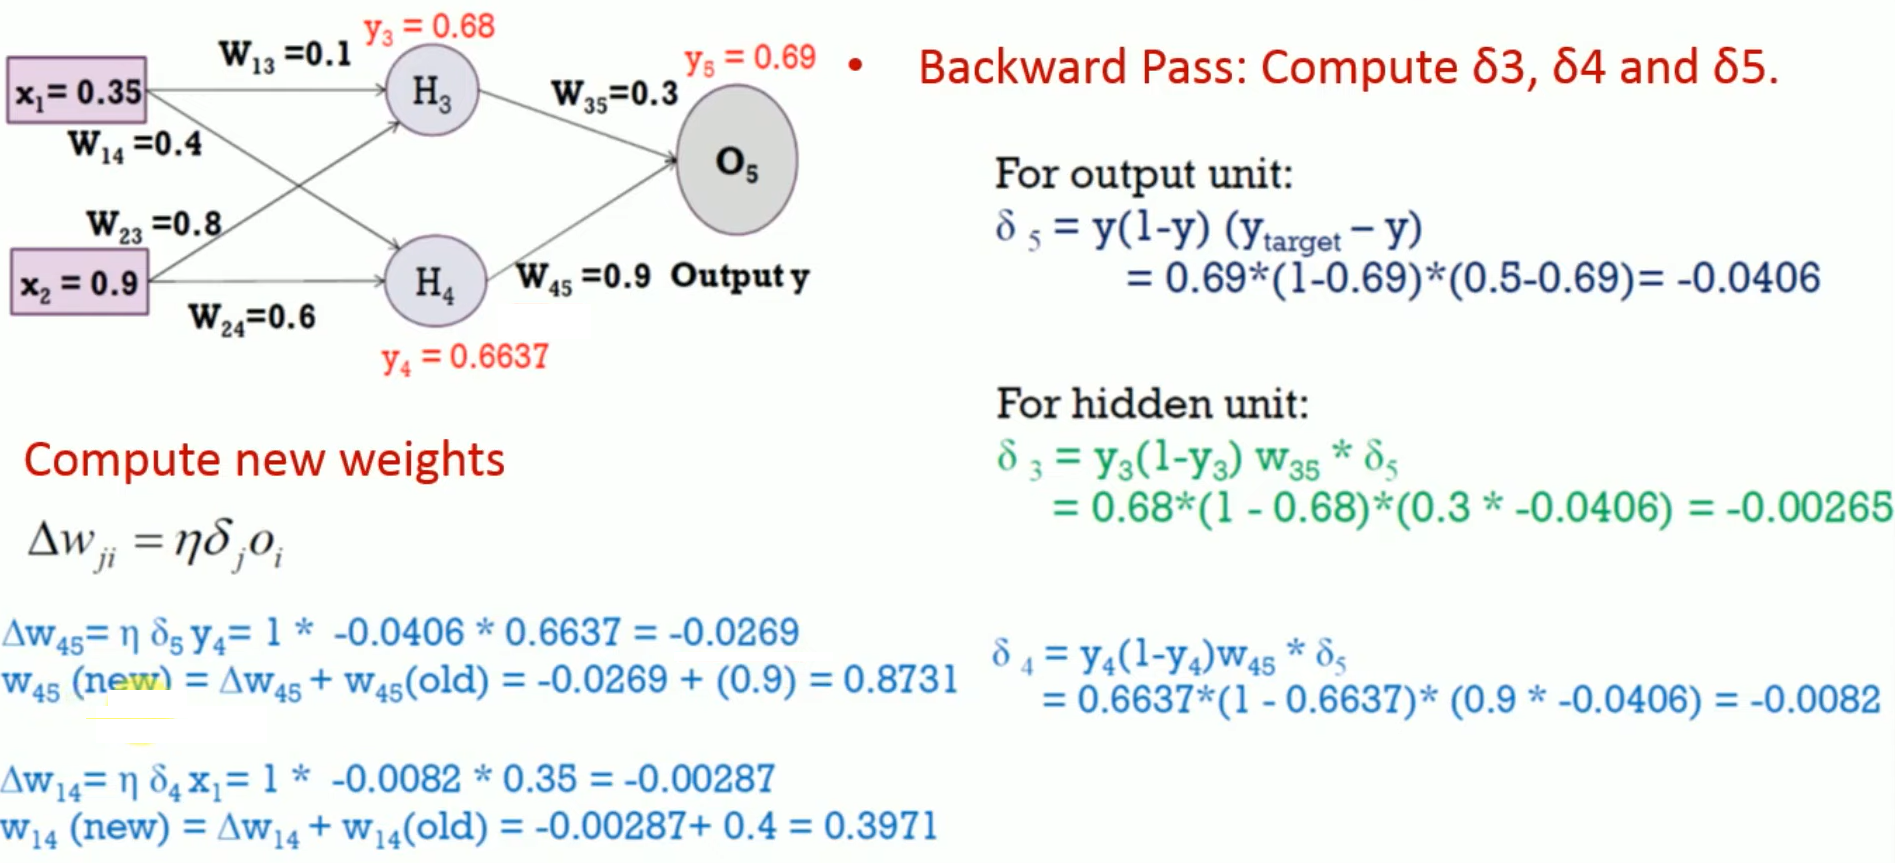 y₃ = 0.68
W₁₃ =0.1
x₁= 0.35
H₃
W₁₄ =0.4
W₃₅=0.3
y₅ = 0.69
O₅
W₂₃ =0.8
x₂ = 0.9
H₄
W₄₅ =0.9
Output y
W₂₄=0.6
y₄ = 0.6637
Compute new weights
Δw_ji = ηδ_j o_i
Δw₄₅= η δ₅ y₄= 1 * -0.0406 * 0.6637 = -0.0269
w₄₅ (new) = Δw₄₅ + w₄₅(old) = -0.0269 + (0.9) = 0.8731
Δw₁₄= η δ₄ x₁= 1 * -0.0082 * 0.35 = -0.00287
w₁₄ (new) = Δw₁₄ + w₁₄(old) = -0.00287+ 0.4 = 0.3971
• Backward Pass: Compute δ3, δ4 and δ5.
For output unit:
δ ₅ = y(1-y) (y_target – y)
= 0.69*(1-0.69)*(0.5-0.69)= -0.0406
For hidden unit:
δ ₃ = y₃(1-y₃) w₃₅ * δ₅
= 0.68*(1 - 0.68)*(0.3 * -0.0406) = -0.00265
δ ₄ = y₄(1-y₄)w₄₅ * δ₅
= 0.6637*(1 - 0.6637)* (0.9 * -0.0406) = -0.0082